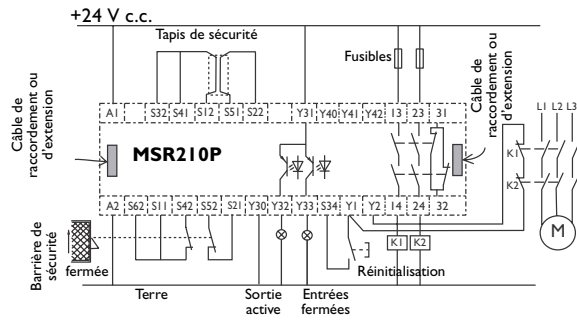 +24 V c.c.
Tapis de sécurité
Fusibles
Câble de
raccordement ou
d'extension
A1 S32 S41 S12 S51 S22 Y31 Y40 Y41 Y42 13 23 31
MSR210P
A2 S62 S11 S42 S52 S21 Y30 Y32 Y33 S34 Y1 Y2 14 24 32
Câble de
raccordement ou
d'extension
L1 L2 L3
K1
K2
M
Barrière de
sécurité
fermée
K1 K2
Réinitialisation
Terre
Sortie
active
Entrées
fermées